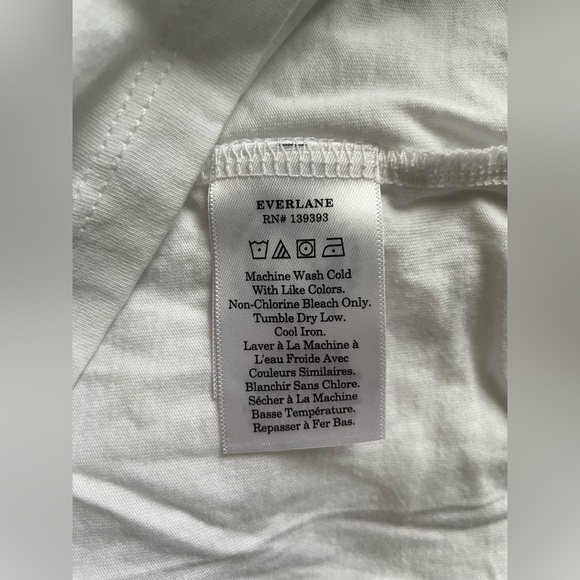 EVERLANE
RN# 139393
Machine Wash Cold
With Like Colors.
Non-Chlorine Bleach Only.
Tumble Dry Low.
Cool Iron.
Laver à La Machine à
L'eau Froide Avec
Couleurs Similaires.
Blanchir Sans Chlore.
Sécher à La Machine
Basse Température.
Repasser à Fer Bas.